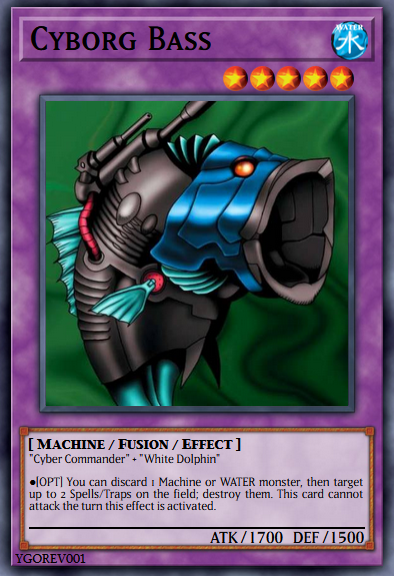 Cyborg Bass
WATER
水
[ Machine / Fusion / Effect ]
"Cyber Commander" + "White Dolphin"
●[OPT] You can discard 1 Machine or WATER monster, then target
up to 2 Spells/Traps on the field; destroy them. This card cannot
attack the turn this effect is activated.
ATK / 1700 DEF / 1500
YGOREV001